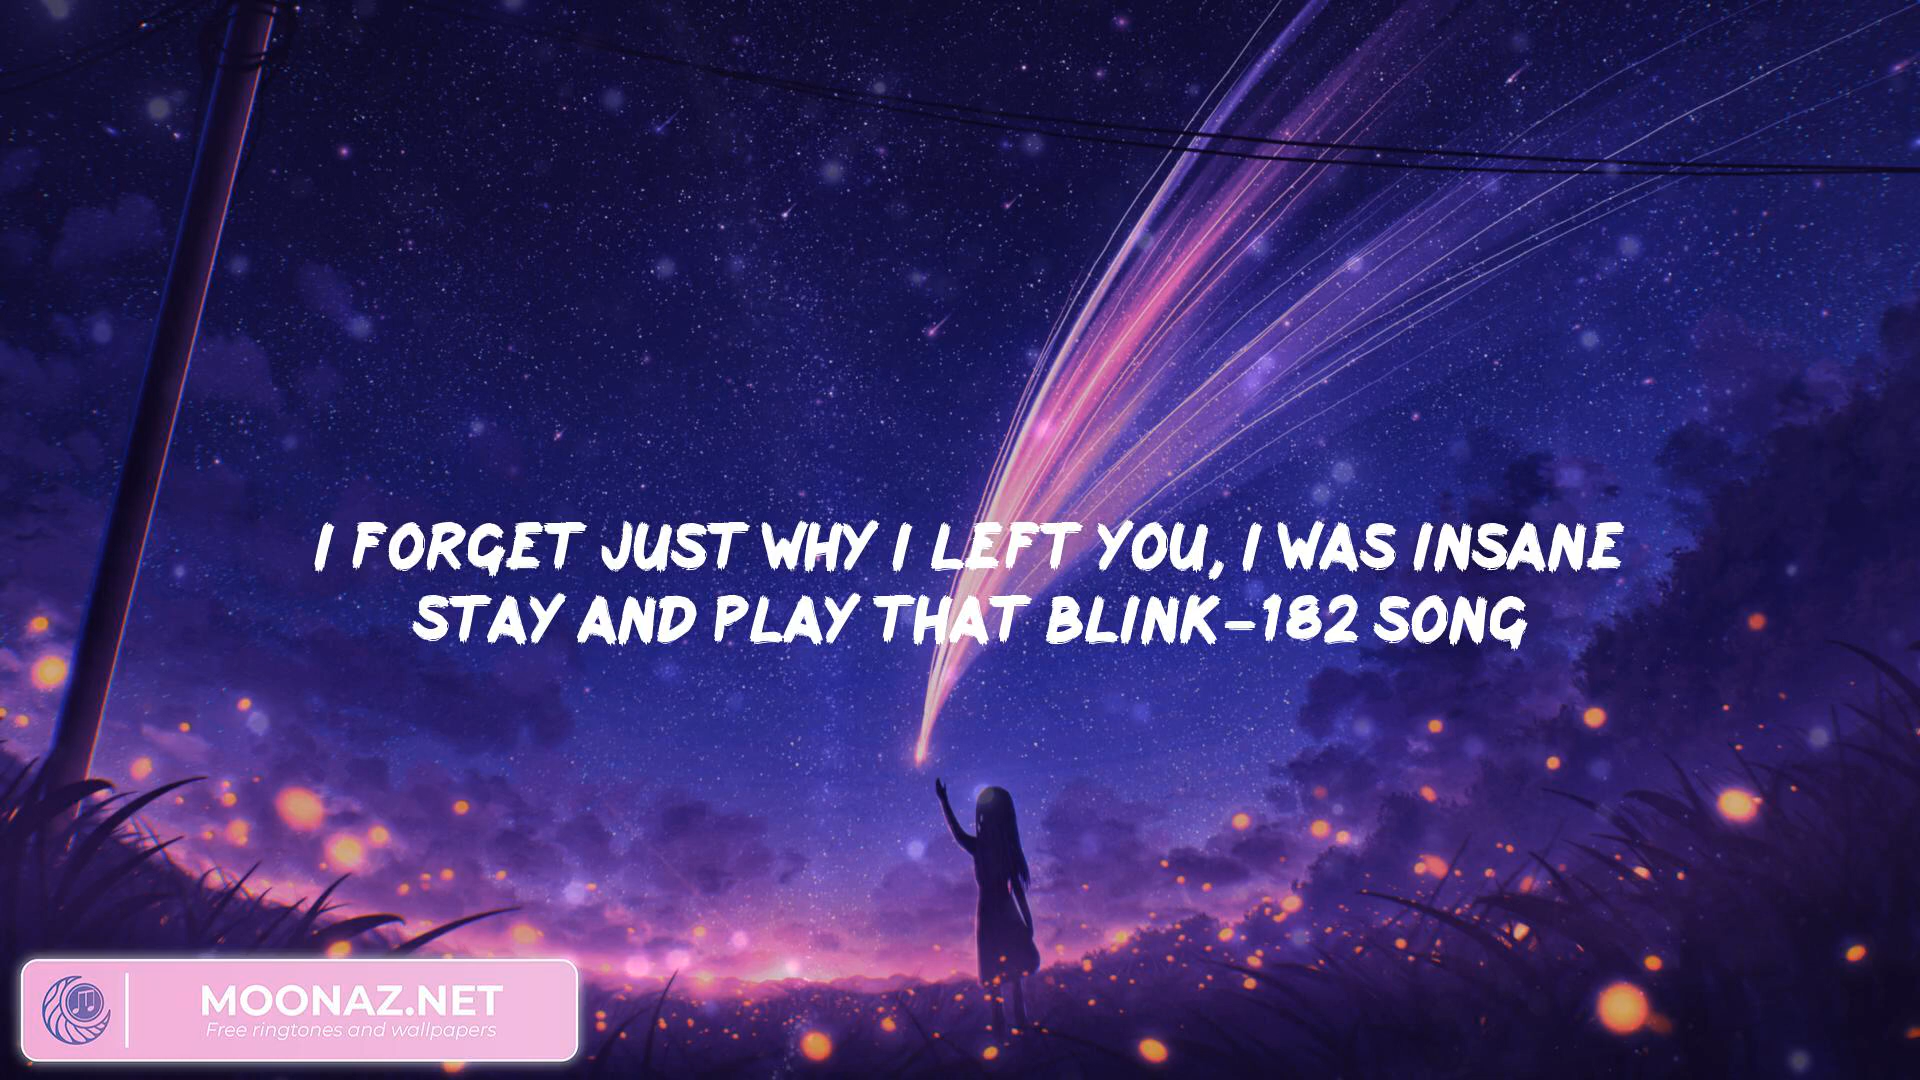 I FORGET JUST WHY I LEFT YOU, I WAS INSANE
STAY AND PLAY THAT BLINK-182 SONG
MOONAZ.NET
Free ringtones and wallpapers